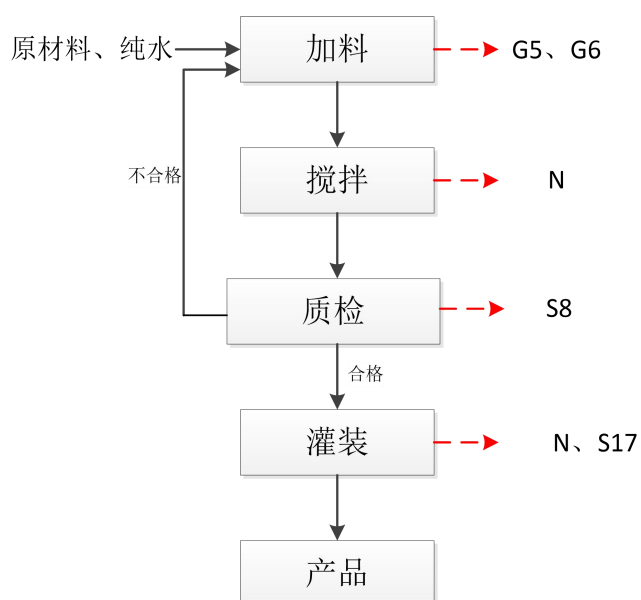 原材料、纯水
加料
G5、G6
不合格
搅拌
N
质检
S8
合格
灌装
N、S17
产品